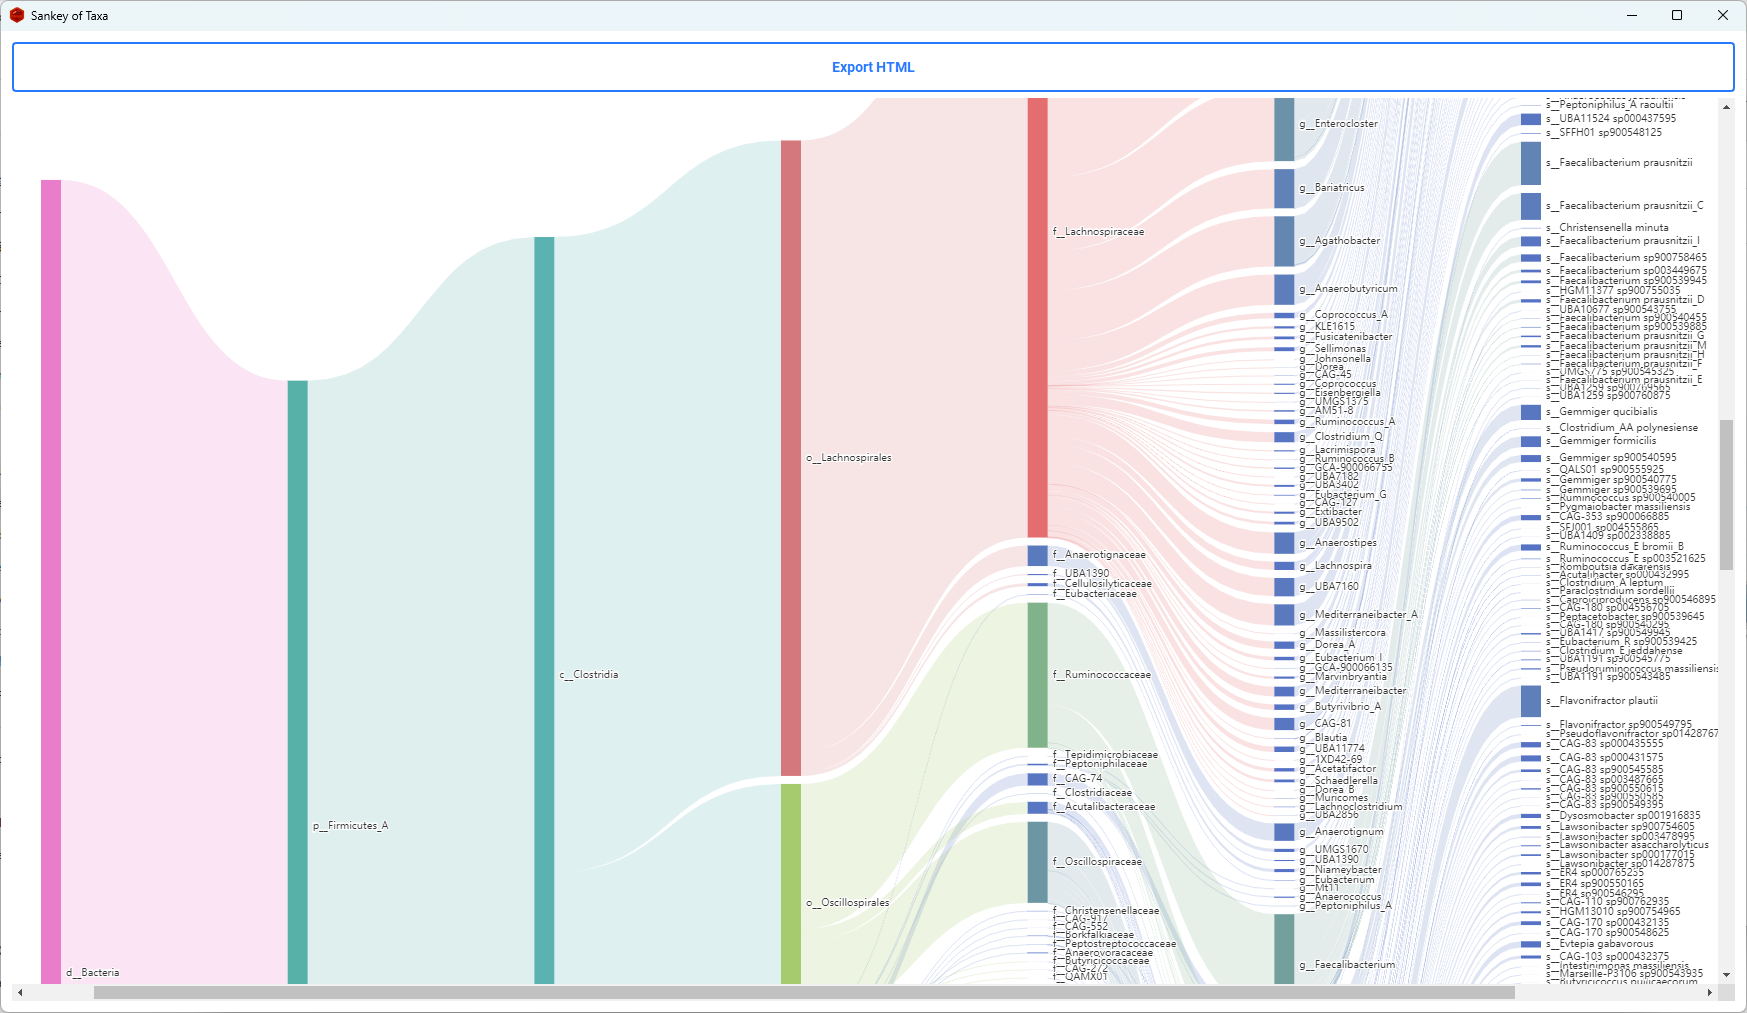 Sankey of Taxa
Export HTML
d__Bacteria
p__Firmicutes_A
c__Clostridia
o__Lachnospirales
o__Oscillospirales
f__Lachnospiraceae
f__Anaerotignaceae
f__UBA1390
f__Cellulosilyticaceae
f__Eubacteriaceae
f__Ruminococcaceae
f__Tepidimicrobiaceae
f__Peptoniphilaceae
f__CAG-74
f__Clostridiaceae
f__Acutalibacteraceae
f__Oscillospiraceae
f__Christensenellaceae
f__CAG-917
f__CAG-552
f__Borkfalkiaceae
f__Peptostreptococcaceae
f__Anaerovoracaceae
f__Butyricicoccaceae
f__CAG-272
f__QAMX01
g__Enterocloster
g__Bariatricus
g__Agathobacter
g__Anaerobutyricum
g__Coprococcus_A
g__KLE1615
g__Fusicatenibacter
g__Sellimonas
g__Johnsonella
g__Dorea
g__CAG-45
g__Coprococcus
g__Eisenbergiella
g__UMGS1375
g__AM51-8
g__Ruminococcus_A
g__Clostridium_Q
g__Lacrimispora
g__Ruminococcus_B
g__GCA-900066755
g__UBA7182
g__UBA3402
g__Eubacterium_G
g__CAG-127
g__Extibacter
g__UBA9502
g__Anaerostipes
g__Lachnospira
g__UBA7160
g__Mediterraneibacter_A
g__Massilistercora
g__Dorea_A
g__Eubacterium_I
g__GCA-900066135
g__Marvinbryantia
g__Mediterraneibacter
g__Butyrivibrio_A
g__CAG-81
g__Blautia
g__UBA11774
g__1XD42-69
g__Acetatifactor
g__Schaedlerella
g__Dorea_B
g__Muricomes
g__Lachnoclostridium
g__UBA2856
g__Anaerotignum
g__UMGS1670
g__UBA1390
g__Niameybacter
g__Eubacterium
g__Mt11
g__Anaerococcus
g__Peptoniphilus_A
g__Faecalibacterium
s__Peptoniphilus_A raoultii
s__UBA11524 sp000437595
s__SFFH01 sp900548125
s__Faecalibacterium prausnitzii
s__Faecalibacterium prausnitzii_C
s__Christensenella minuta
s__Faecalibacterium prausnitzii_I
s__Faecalibacterium sp900758465
s__Faecalibacterium sp003449675
s__Faecalibacterium sp900539945
s__HGM11377 sp900755035
s__Faecalibacterium prausnitzii_D
s__UBA10677 sp900543755
s__Faecalibacterium sp900540455
s__Faecalibacterium sp900539885
s__Faecalibacterium prausnitzii_G
s__Faecalibacterium prausnitzii_M
s__Faecalibacterium prausnitzii_H
s__Faecalibacterium prausnitzii_F
s__UMGS775 sp900545325
s__Faecalibacterium prausnitzii_E
s__UBA1259 sp900769565
s__UBA1259 sp900760875
s__Gemmiger qucibialis
s__Clostridium_AA polynesiense
s__Gemmiger formicilis
s__Gemmiger sp900540595
s__QALS01 sp900555925
s__Gemmiger sp900540775
s__Gemmiger sp900539695
s__Ruminococcus sp900540005
s__Pygmaiobacter massiliensis
s__CAG-353 sp900066885
s__SFJ001 sp004555865
s__UBA1409 sp002338885
s__Ruminococcus_E bromii_B
s__Ruminococcus_E sp003521625
s__Romboutsia dakarensis
s__Acutalibacter sp000432995
s__Clostridium_A leptum
s__Paraclostridium sordellii
s__Caproiciproducens sp900546895
s__CAG-180 sp004556705
s__Peptacetobacter sp900539645
s__CAG-180 sp900540295
s__UBA1417 sp900549945
s__Eubacterium_R sp900539425
s__Clostridium_E jeddahense
s__UBA1191 sp900545775
s__Pseudoruminococcus massiliensis
s__UBA1191 sp900543485
s__Flavonifractor plautii
s__Flavonifractor sp900549795
s__Pseudoflavonifractor sp01428767
s__CAG-83 sp000435555
s__CAG-83 sp000431575
s__CAG-83 sp900545585
s__CAG-83 sp003487665
s__CAG-83 sp900550615
s__CAG-83 sp900550585
s__CAG-83 sp900549395
s__Dysosmobacter sp001916835
s__Lawsonibacter sp900754605
s__Lawsonibacter sp003478995
s__Lawsonibacter asaccharolyticus
s__Lawsonibacter sp000177015
s__Lawsonibacter sp014287875
s__ER4 sp000765235
s__ER4 sp900550165
s__ER4 sp900546295
s__CAG-110 sp900762935
s__HGM13010 sp900754965
s__CAG-170 sp000432135
s__CAG-170 sp900548625
s__Evtepia gabavorous
s__CAG-103 sp000432375
s__Intestinimonas massiliensis
s__Marseille-P3106 sp900543935
s__Butyricicoccus pullicaecorum